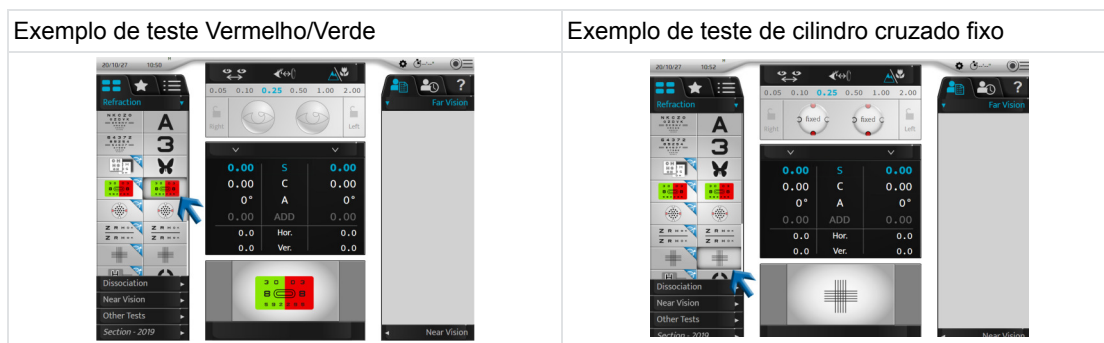 Exemplo de teste Vermelho/Verde
20/10/27 10:50
0.05 0.10 0.25 0.50 1.00 2.00
Refraction
Right
Left
A
3
0.00 S 0.00
0.00 C 0.00
0° A 0°
0.00 ADD 0.00
0.0 Hor. 0.0
0.0 Ver. 0.0
Dissociation
Near Vision
Other Tests
Section - 2019
?
Far Vision
Near Vision
Exemplo de teste de cilindro cruzado fixo
20/10/27 10:52
0.05 0.10 0.25 0.50 1.00 2.00
Refraction
Right
fixed
fixed
Left
A
3
0.00 S 0.00
0.00 C 0.00
0° A 0°
0.00 ADD 0.00
0.0 Hor. 0.0
0.0 Ver. 0.0
Dissociation
Near Vision
Other Tests
Section - 2019
?
Far Vision
Near Vision